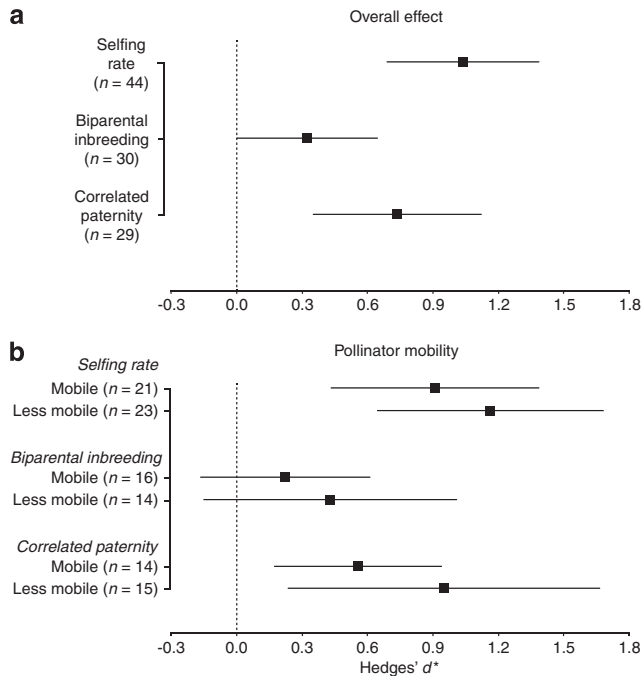 a
Overall effect
Selfing
rate
(n = 44)
Biparental
inbreeding
(n = 30)
Correlated
paternity
(n = 29)
-0.3 0.0 0.3 0.6 0.9 1.2 1.5 1.8
b
Pollinator mobility
Selfing rate
Mobile (n = 21)
Less mobile (n = 23)
Biparental inbreeding
Mobile (n = 16)
Less mobile (n = 14)
Correlated paternity
Mobile (n = 14)
Less mobile (n = 15)
-0.3 0.0 0.3 0.6 0.9 1.2 1.5 1.8
Hedges' d*